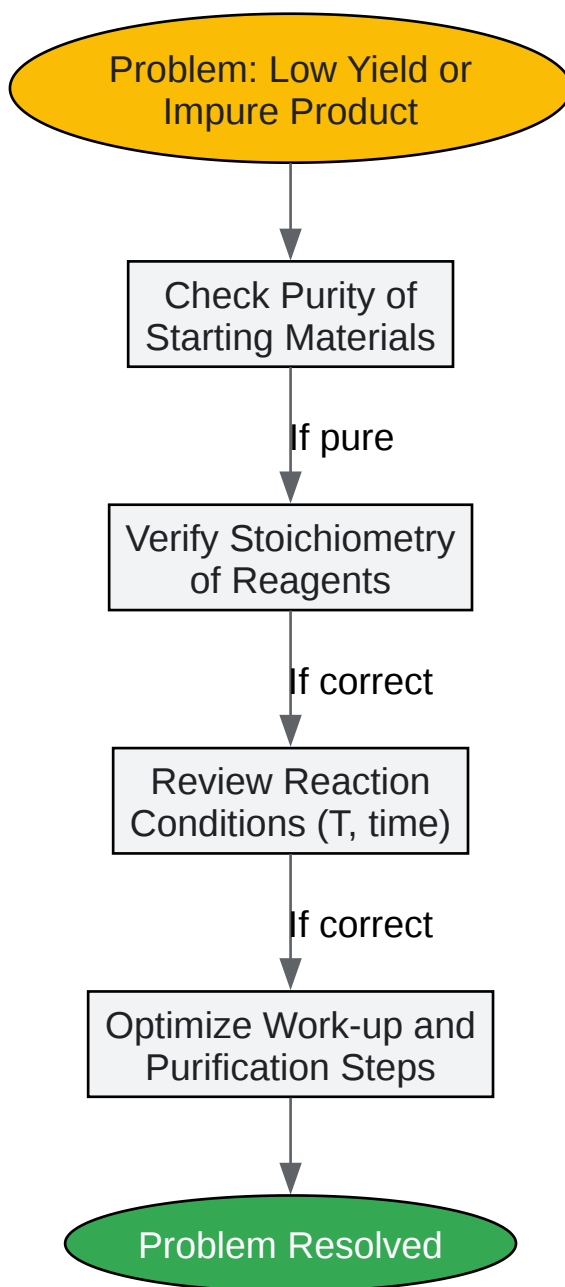 Problem: Low Yield or
Impure Product
Check Purity of
Starting Materials
If pure
Verify Stoichiometry
of Reagents
If correct
Review Reaction
Conditions (T, time)
If correct
Optimize Work-up and
Purification Steps
Problem Resolved